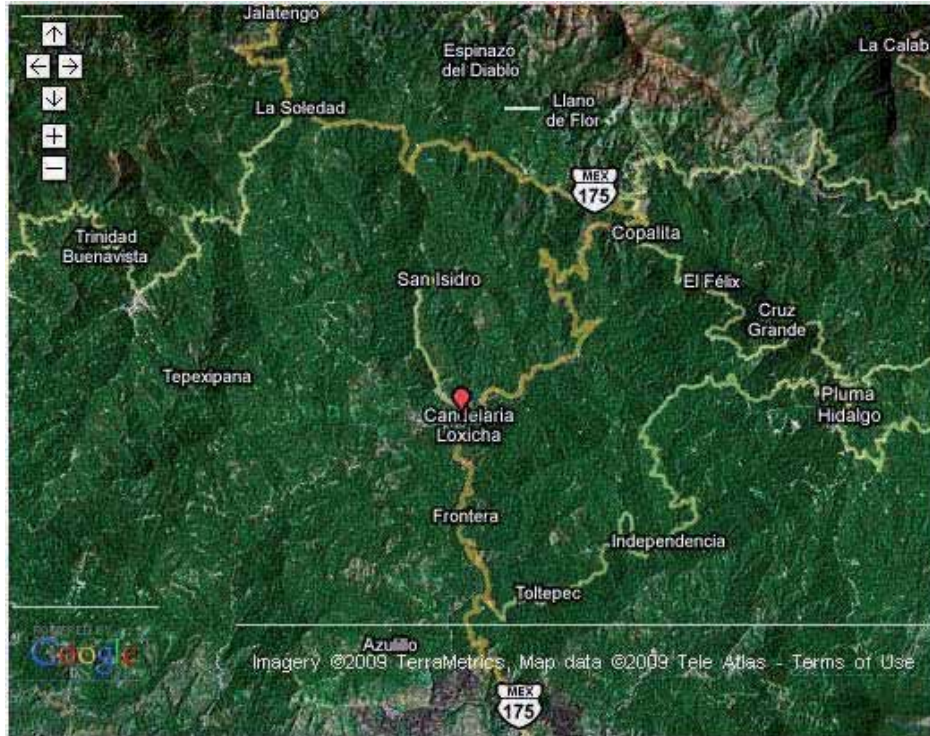 Jalatengo
Espinazo
del Diablo
La Calab
La Soledad
Llano
de Flor
MEX
175
Trinidad
Buenavista
Copalita
San Isidro
El Félix
Cruz
Grande
Tepexipana
Pluma
Hidalgo
Candelaria
Loxicha
Frontera
Independencia
Toltepec
POWERED BY
Google
Azulillo
Imagery ©2009 TerraMetrics, Map data ©2009 Tele Atlas - Terms of Use
MEX
175